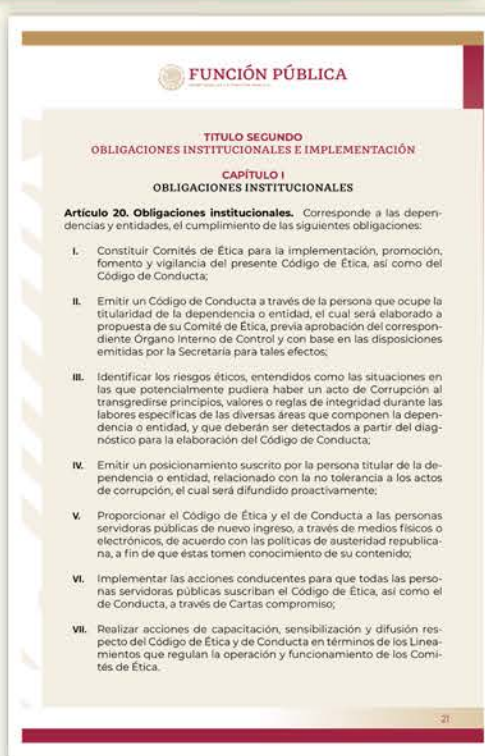 FUNCIÓN PÚBLICA
TITULO SEGUNDO
OBLIGACIONES INSTITUCIONALES E IMPLEMENTACIÓN
CAPÍTULO I
OBLIGACIONES INSTITUCIONALES
Artículo 20. Obligaciones institucionales. Corresponde a las depen-
dencias y entidades, el cumplimiento de las siguientes obligaciones:
I. Constituir Comités de Ética para la implementación, promoción,
fomento y vigilancia del presente Código de Ética, así como del
Código de Conducta;
II. Emitir un Código de Conducta a través de la persona que ocupe la
titularidad de la dependencia o entidad, el cual será elaborado a
propuesta de su Comité de Ética, previa aprobación del correspon-
diente Órgano Interno de Control y con base en las disposiciones
emitidas por la Secretaría para tales efectos;
III. Identificar los riesgos éticos, entendidos como las situaciones en
las que potencialmente pudiera haber un acto de Corrupción al
transgredirse principios, valores o reglas de integridad durante las
labores específicas de las diversas áreas que componen la depen-
dencia o entidad, y que deberán ser detectados a partir del diag-
nóstico para la elaboración del Código de Conducta;
IV. Emitir un posicionamiento suscrito por la persona titular de la de-
pendencia o entidad, relacionado con la no tolerancia a los actos
de corrupción, el cual será difundido proactivamente;
V. Proporcionar el Código de Ética y el de Conducta a las personas
servidoras públicas de nuevo ingreso, a través de medios físicos o
electrónicos, de acuerdo con las políticas de austeridad republica-
na, a fin de que éstas tomen conocimiento de su contenido;
VI. Implementar las acciones conducentes para que todas las perso-
nas servidoras públicas suscriban el Código de Ética, así como el
de Conducta, a través de Cartas compromiso;
VII. Realizar acciones de capacitación, sensibilización y difusión res-
pecto del Código de Ética y de Conducta en términos de los Linea-
mientos que regulan la operación y funcionamiento de los Comi-
tés de Ética.
21